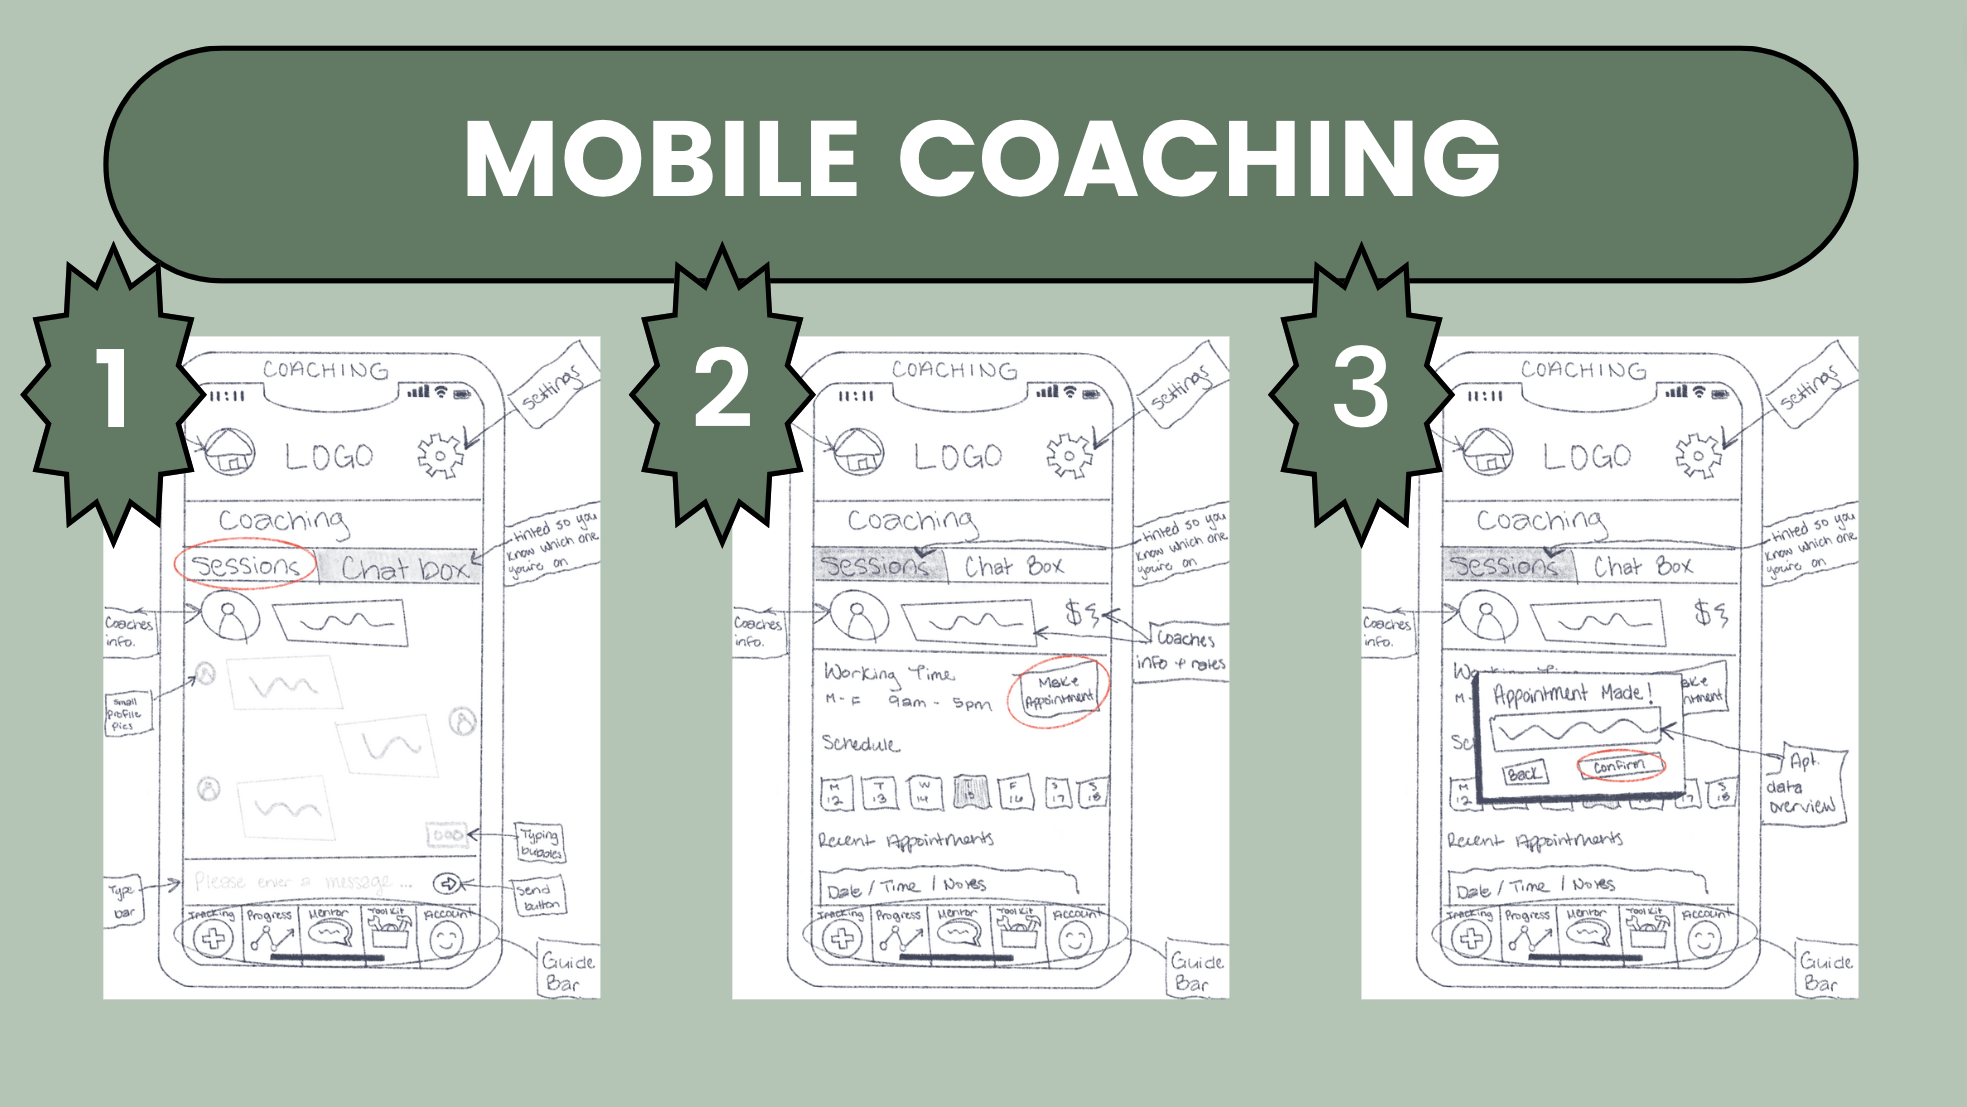 MOBILE COACHING
1
COACHING
11:11
Settings
LOGO
Coaching
Sessions
Chat box
tinted so you
know which one
you're on
Coaches
info.
Small
Profile
Pics
Typing
bubbles
Please enter a message ...
Type
bar
Send
button
Tracking
Progress
Mentor
Tool Kit
Account
Guide
Bar
2
COACHING
11:11
Settings
LOGO
Coaching
Sessions
Chat Box
tinted so you
know which one
you're on
Coaches
info.
$
Coaches
info + rates
Working Time
M - F 9am - 5pm
Make
Appointment
Schedule
M
12
T
13
W
14
T
15
F
16
S
17
S
18
Recent Appointments
Date / Time / Notes
Tracking
Progress
Mentor
Tool Kit
Account
Guide
Bar
3
COACHING
11:11
Settings
LOGO
Coaching
Sessions
Chat Box
tinted so you
know which one
you're on
Coaches
info.
$
Appointment Made!
Back
Confirm
Apt.
data
overview
M
12
S
18
Recent Appointments
Date / Time / Notes
Tracking
Progress
Mentor
Tool Kit
Account
Guide
Bar